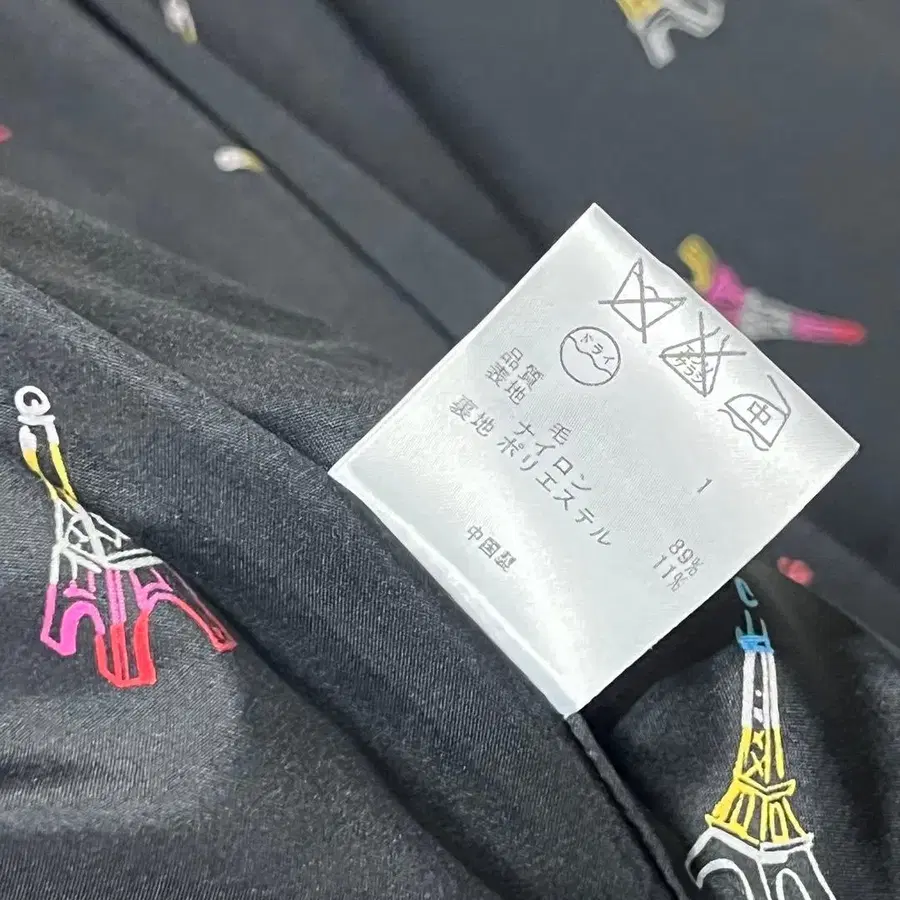 ドライ
中
品質 1
表地 毛 89%
ナイロン 11%
裏地 ポリエステル
中国製